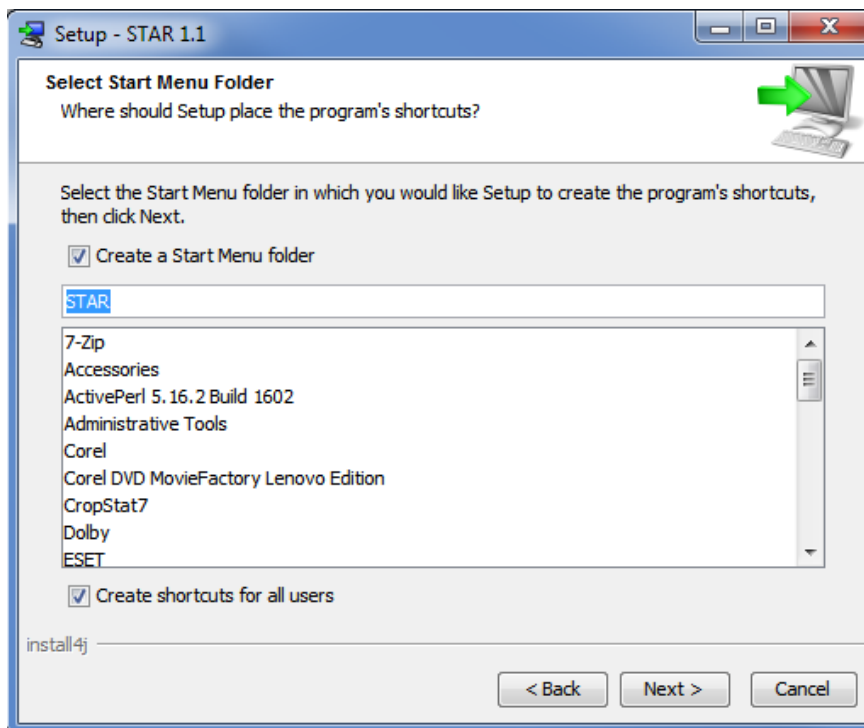 Setup - STAR 1.1
Select Start Menu Folder
Where should Setup place the program's shortcuts?
Select the Start Menu folder in which you would like Setup to create the program's shortcuts,
then click Next.
Create a Start Menu folder
STAR
7-Zip
Accessories
ActivePerl 5.16.2 Build 1602
Administrative Tools
Corel
Corel DVD MovieFactory Lenovo Edition
CropStat7
Dolby
ESET
Create shortcuts for all users
install4j
< Back Next > Cancel